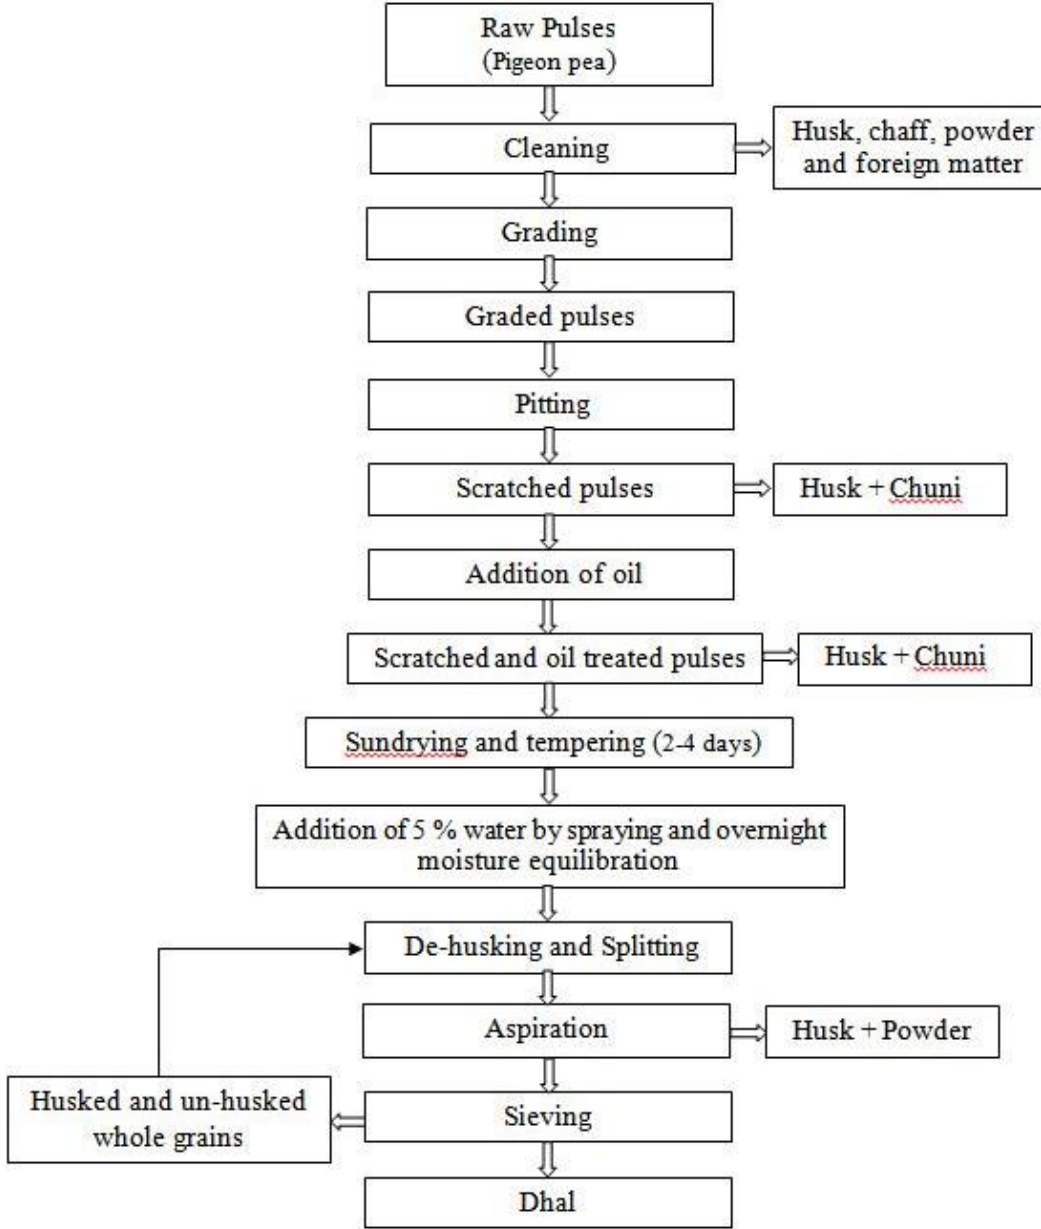 Raw Pulses
(Pigeon pea)
Cleaning
Husk, chaff, powder
and foreign matter
Grading
Graded pulses
Pitting
Scratched pulses
Husk + Chuni
Addition of oil
Scratched and oil treated pulses
Husk + Chuni
Sundrying and tempering (2-4 days)
Addition of 5 % water by spraying and overnight
moisture equilibration
De-husking and Splitting
Aspiration
Husk + Powder
Husked and un-husked
whole grains
Sieving
Dhal